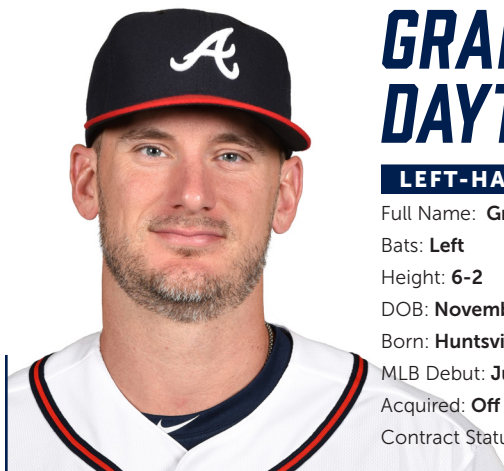 GRA
DAYT
LEFT-HA
Full Name: Gr
Bats: Left
Height: 6-2
DOB: Novemb
Born: Huntsvi
MLB Debut: Ju
Acquired: Off
Contract Statu
A